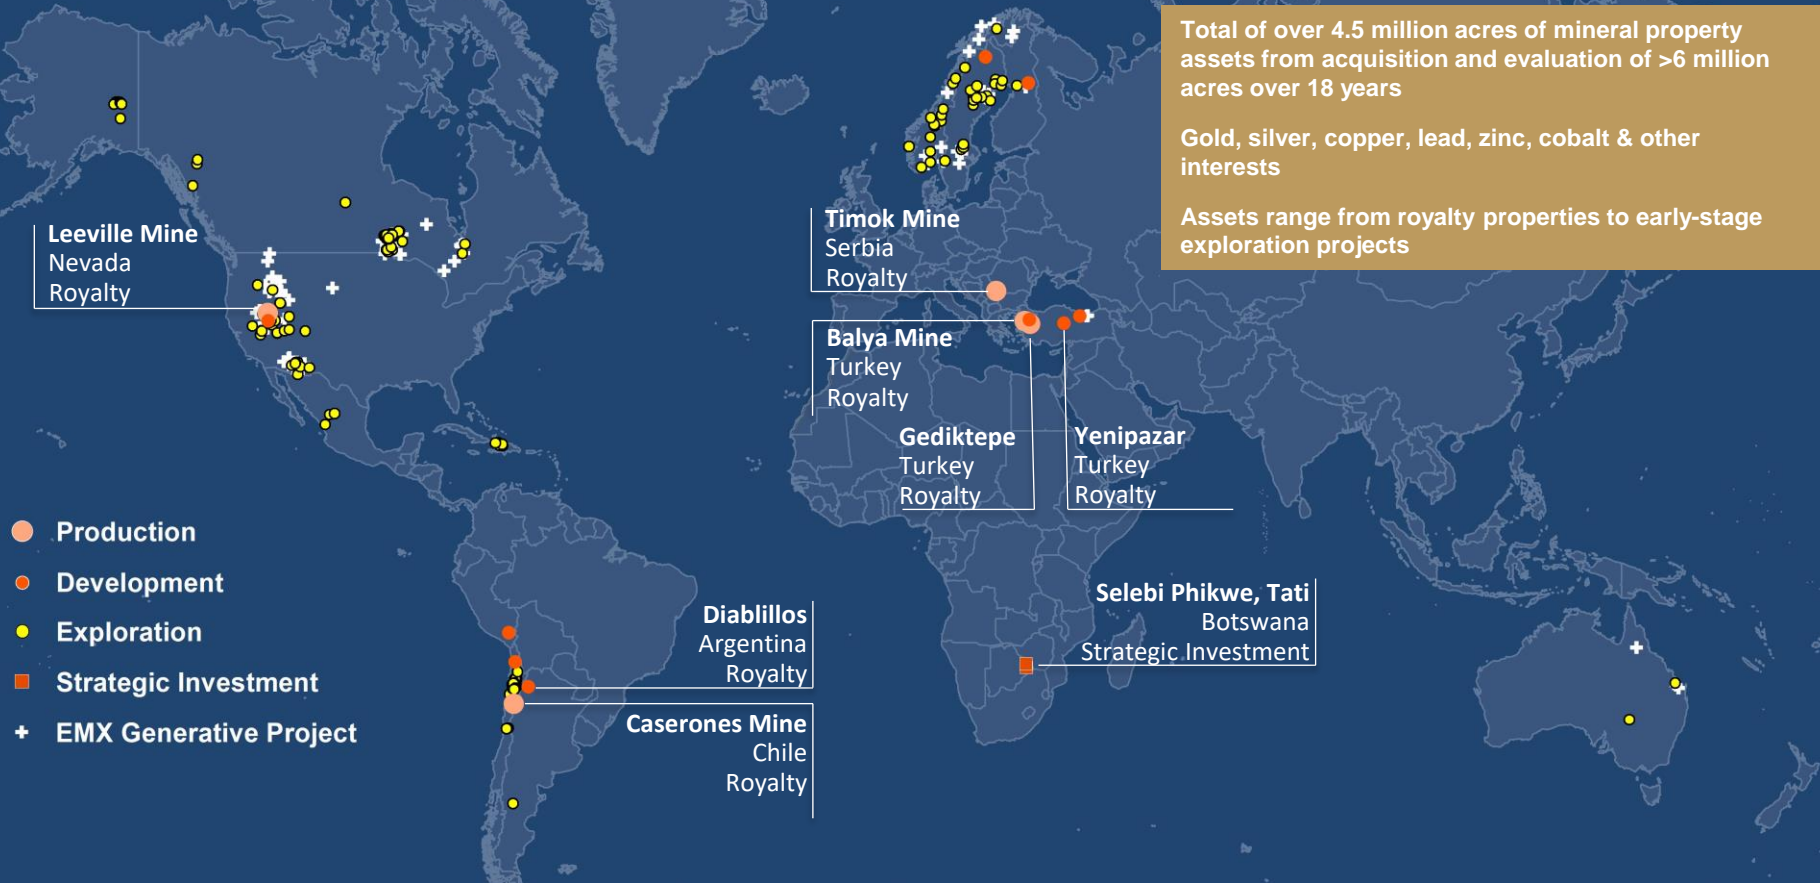 Total of over 4.5 million acres of mineral property
assets from acquisition and evaluation of >6 million
acres over 18 years
Gold, silver, copper, lead, zinc, cobalt & other
interests
Assets range from royalty properties to early-stage
exploration projects
Leeville Mine
Nevada
Royalty
Timok Mine
Serbia
Royalty
Balya Mine
Turkey
Royalty
Gediktepe
Turkey
Royalty
Yenipazar
Turkey
Royalty
Production
Development
Exploration
Strategic Investment
EMX Generative Project
Diablillos
Argentina
Royalty
Caserones Mine
Chile
Royalty
Selebi Phikwe, Tati
Botswana
Strategic Investment